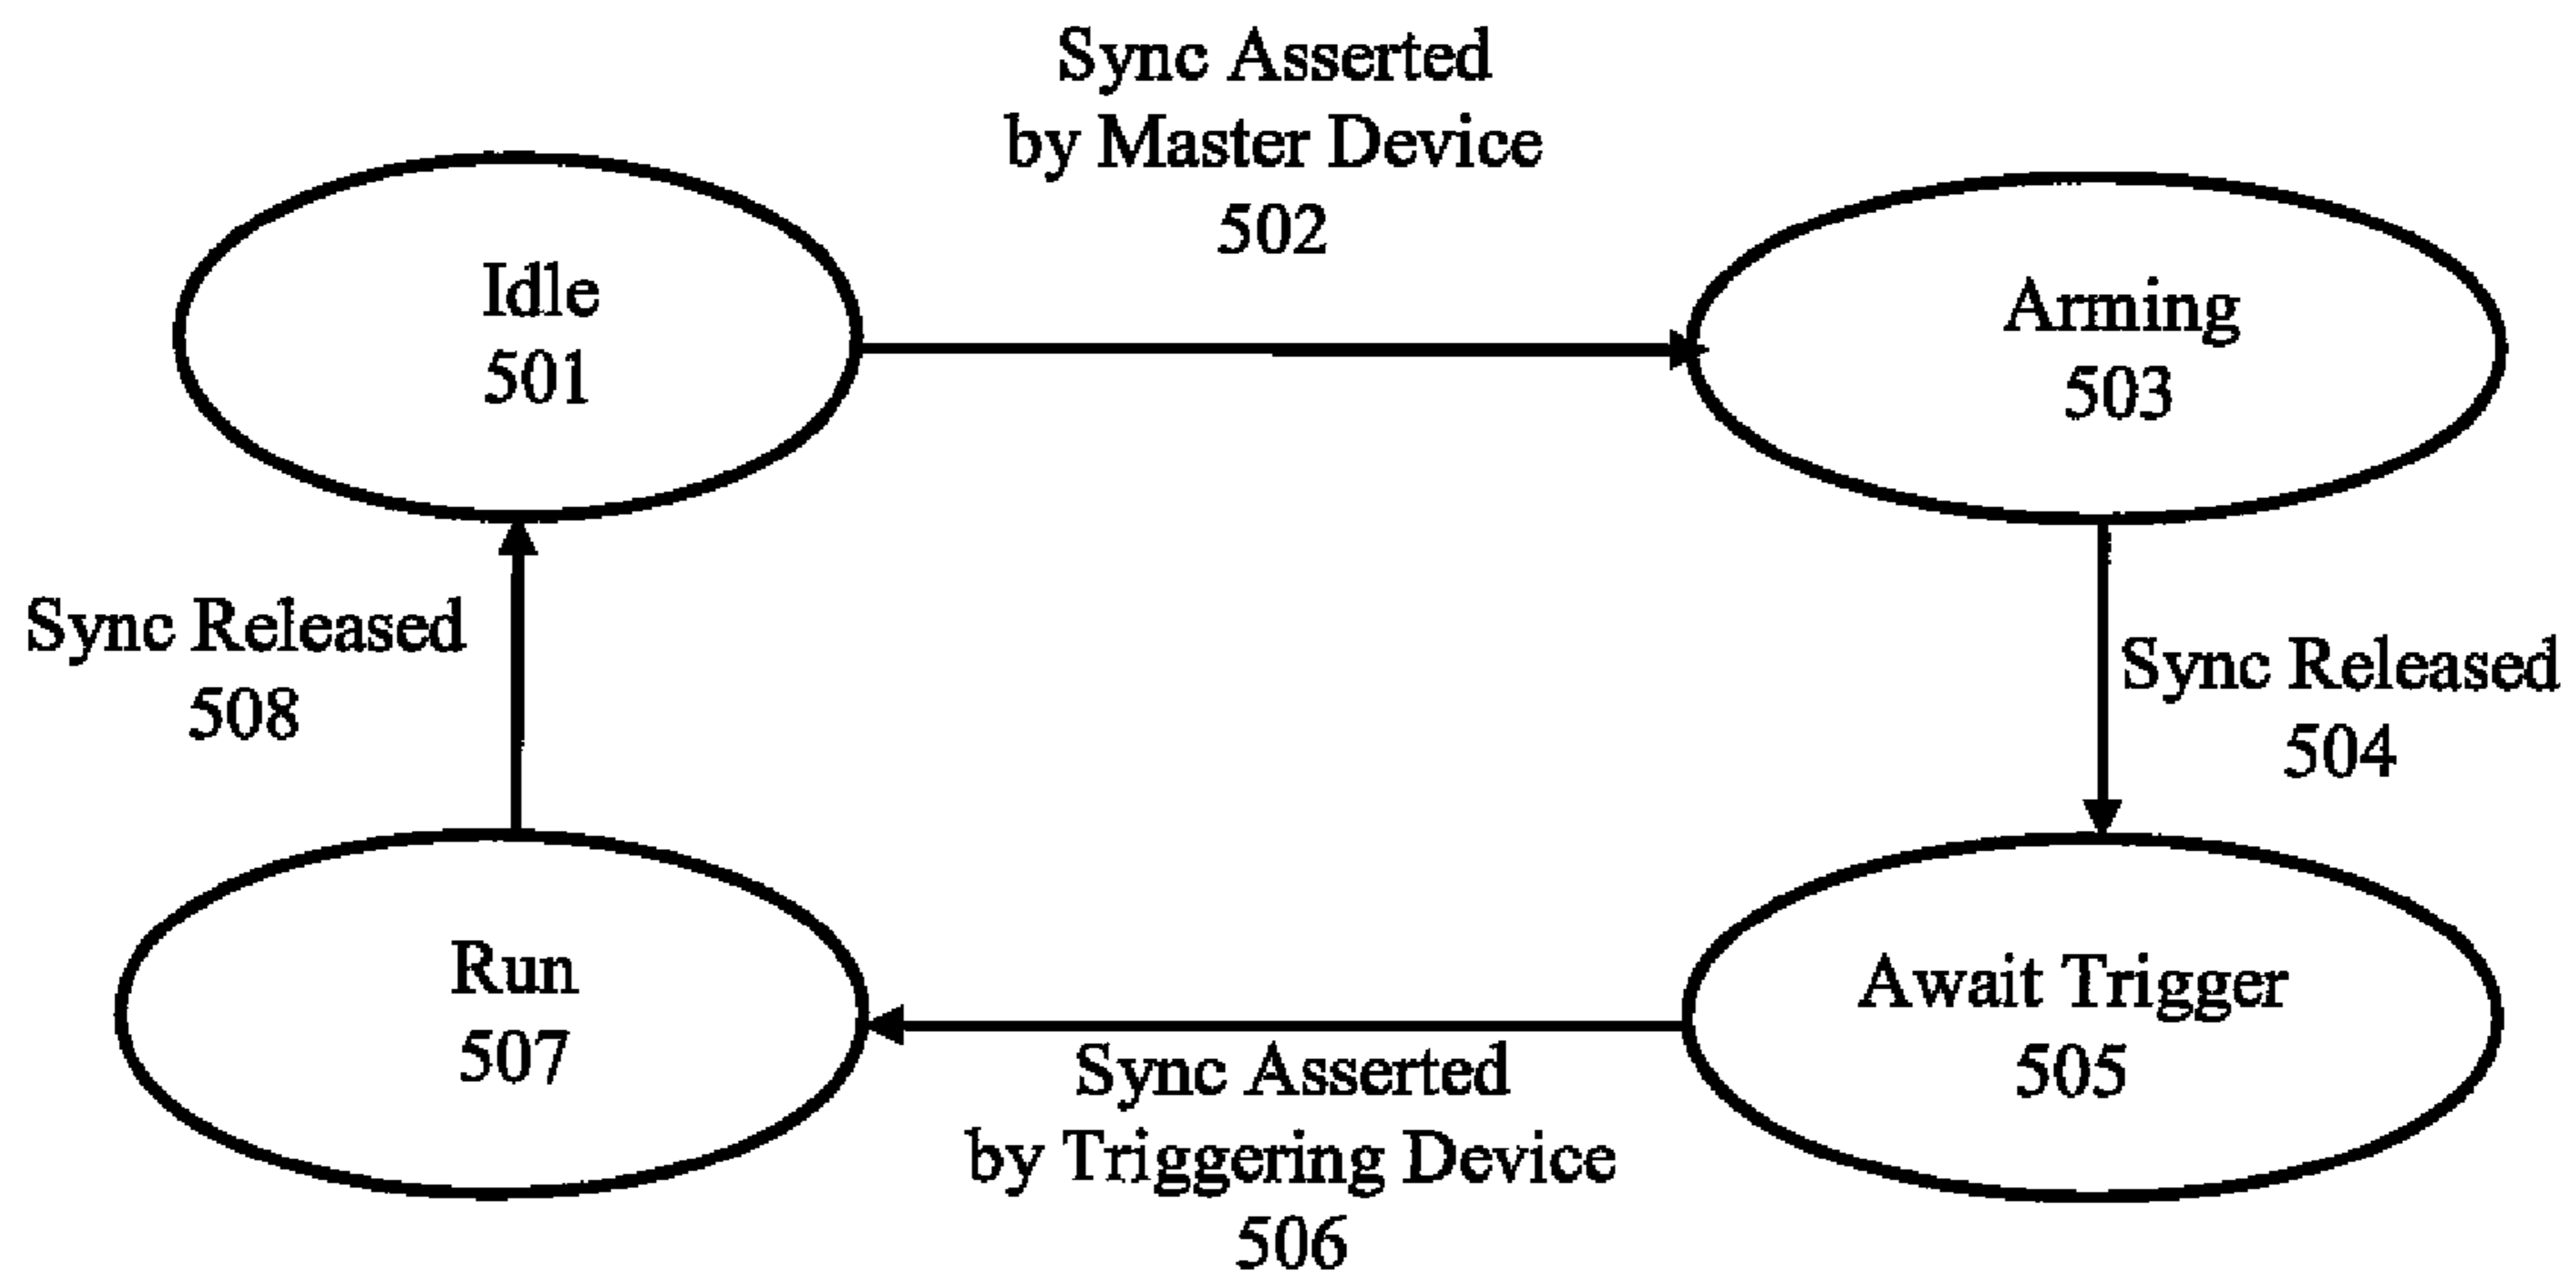 Sync Asserted
by Master Device
502
Idle
501
Arming
503
Sync Released
508
Sync Released
504
Run
507
Await Trigger
505
Sync Asserted
by Triggering Device
506